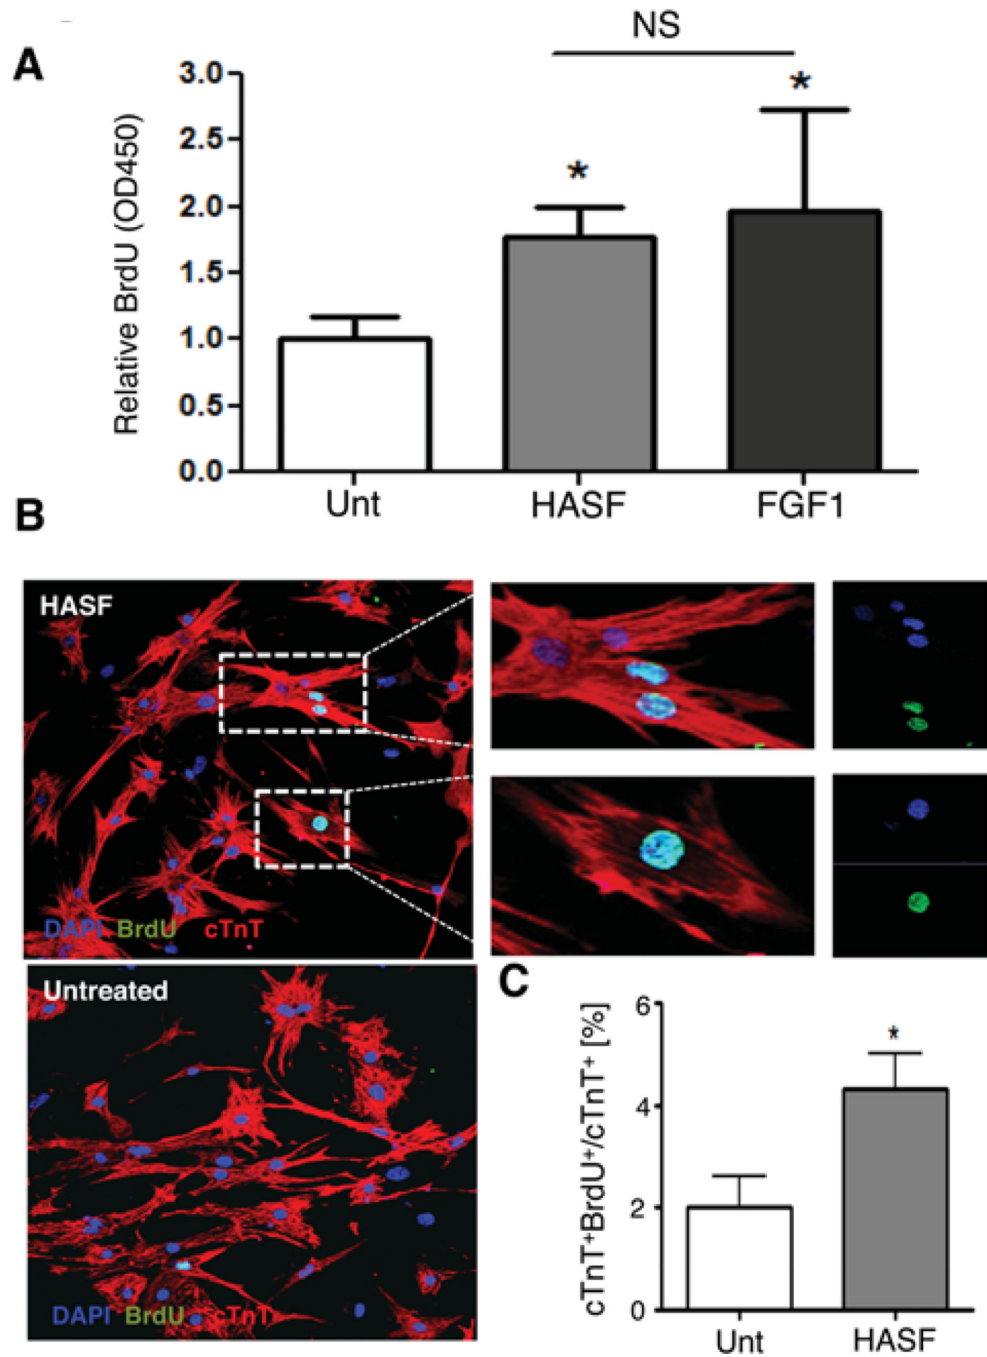 NS
A
*
*
Relative BrdU (OD450)
3.0
2.5
2.0
1.5
1.0
0.5
0.0
Unt HASF FGF1
B
HASF
DAPI BrdU cTnT
Untreated
DAPI BrdU cTnT
C
cTnT⁺BrdU⁺/cTnT⁺ [%]
6
4
2
0
*
Unt HASF